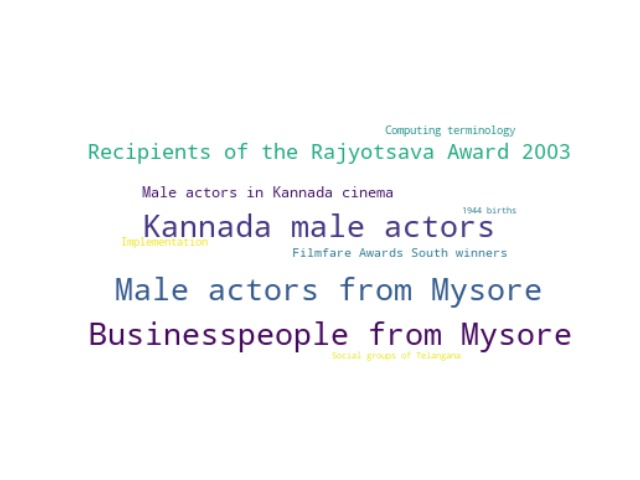 Computing terminology
Recipients of the Rajyotsava Award 2003
Male actors in Kannada cinema
1944 births
Kannada male actors
Implementation
Filmfare Awards South winners
Male actors from Mysore
Businesspeople from Mysore
Social groups of Telangana